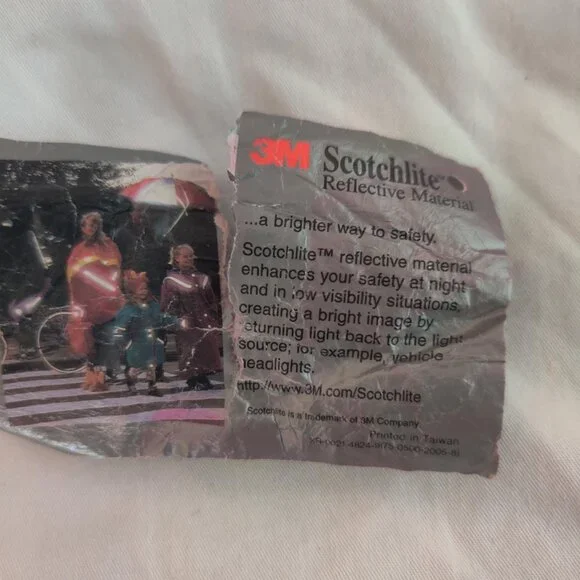 3M Scotchlite™
Reflective Material
...a brighter way to safety.
Scotchlite™ reflective material
enhances your safety at night
and in low visibility situations,
creating a bright image by
returning light back to the light
source; for example, vehicle
headlights.
http://www.3M.com/Scotchlite
Scotchlite is a trademark of 3M Company.
Printed in Taiwan